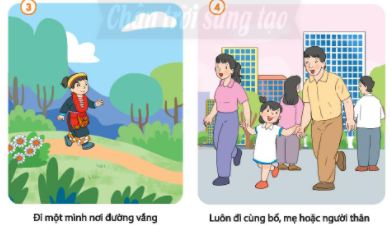 Chân trời sáng tạo
3
4
Đi một mình nơi đường vắng
Luôn đi cùng bố, mẹ hoặc người thân